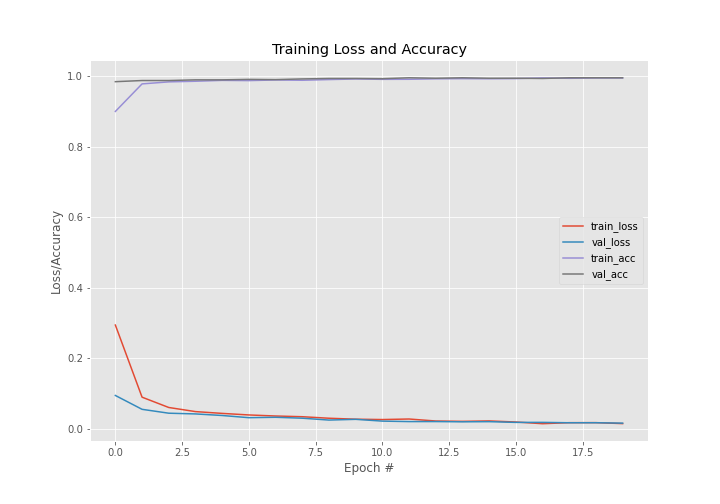 Training Loss and Accuracy
1.0
0.8
0.6
0.4
0.2
0.0
Loss/Accuracy
train_loss
val_loss
train_acc
val_acc
0.0 2.5 5.0 7.5 10.0 12.5 15.0 17.5
Epoch #